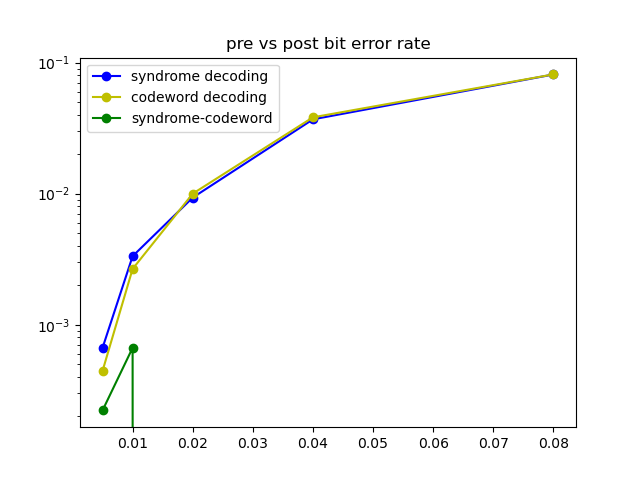 pre vs post bit error rate
syndrome decoding
codeword decoding
syndrome-codeword
10⁻¹
10⁻²
10⁻³
0.01 0.02 0.03 0.04 0.05 0.06 0.07 0.08